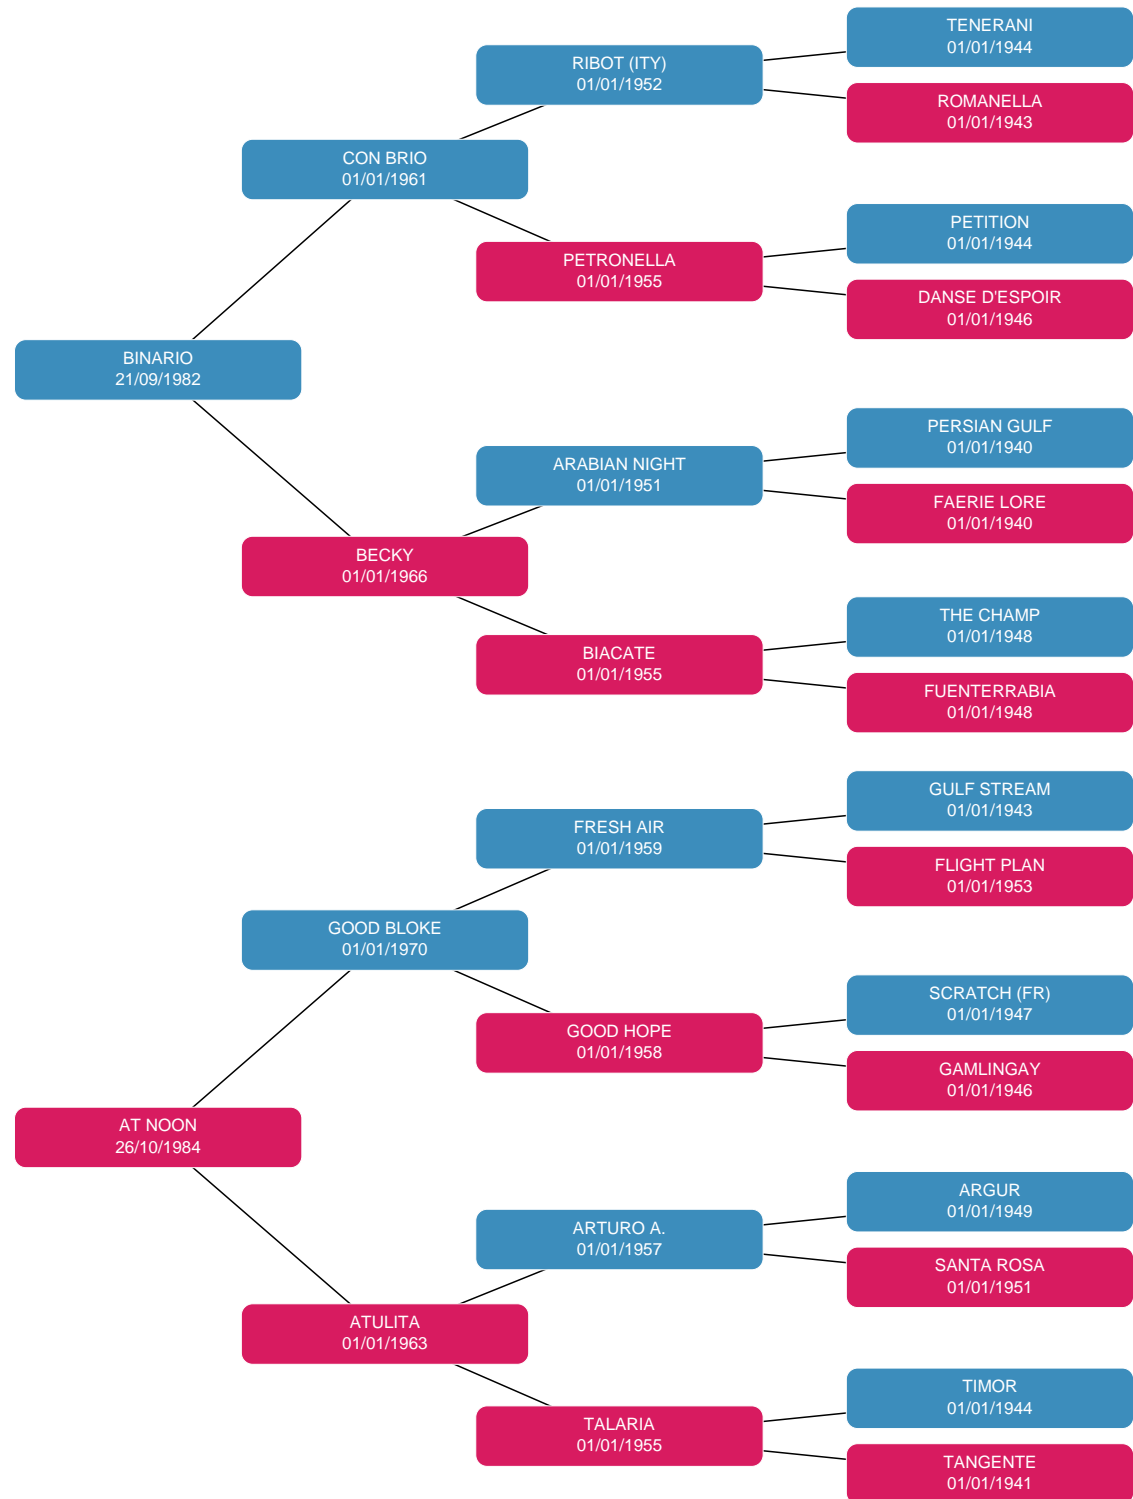 TENERANI
01/01/1944
RIBOT (ITY)
01/01/1952
ROMANELLA
01/01/1943
CON BRIO
01/01/1961
PETITION
01/01/1944
PETRONELLA
01/01/1955
DANSE D'ESPOIR
01/01/1946
BINARIO
21/09/1982
PERSIAN GULF
01/01/1940
ARABIAN NIGHT
01/01/1951
FAERIE LORE
01/01/1940
BECKY
01/01/1966
THE CHAMP
01/01/1948
BIACATE
01/01/1955
FUENTERRABIA
01/01/1948
GULF STREAM
01/01/1943
FRESH AIR
01/01/1959
FLIGHT PLAN
01/01/1953
GOOD BLOKE
01/01/1970
SCRATCH (FR)
01/01/1947
GOOD HOPE
01/01/1958
GAMLINGAY
01/01/1946
AT NOON
26/10/1984
ARGUR
01/01/1949
ARTURO A.
01/01/1957
SANTA ROSA
01/01/1951
ATULITA
01/01/1963
TIMOR
01/01/1944
TALARIA
01/01/1955
TANGENTE
01/01/1941